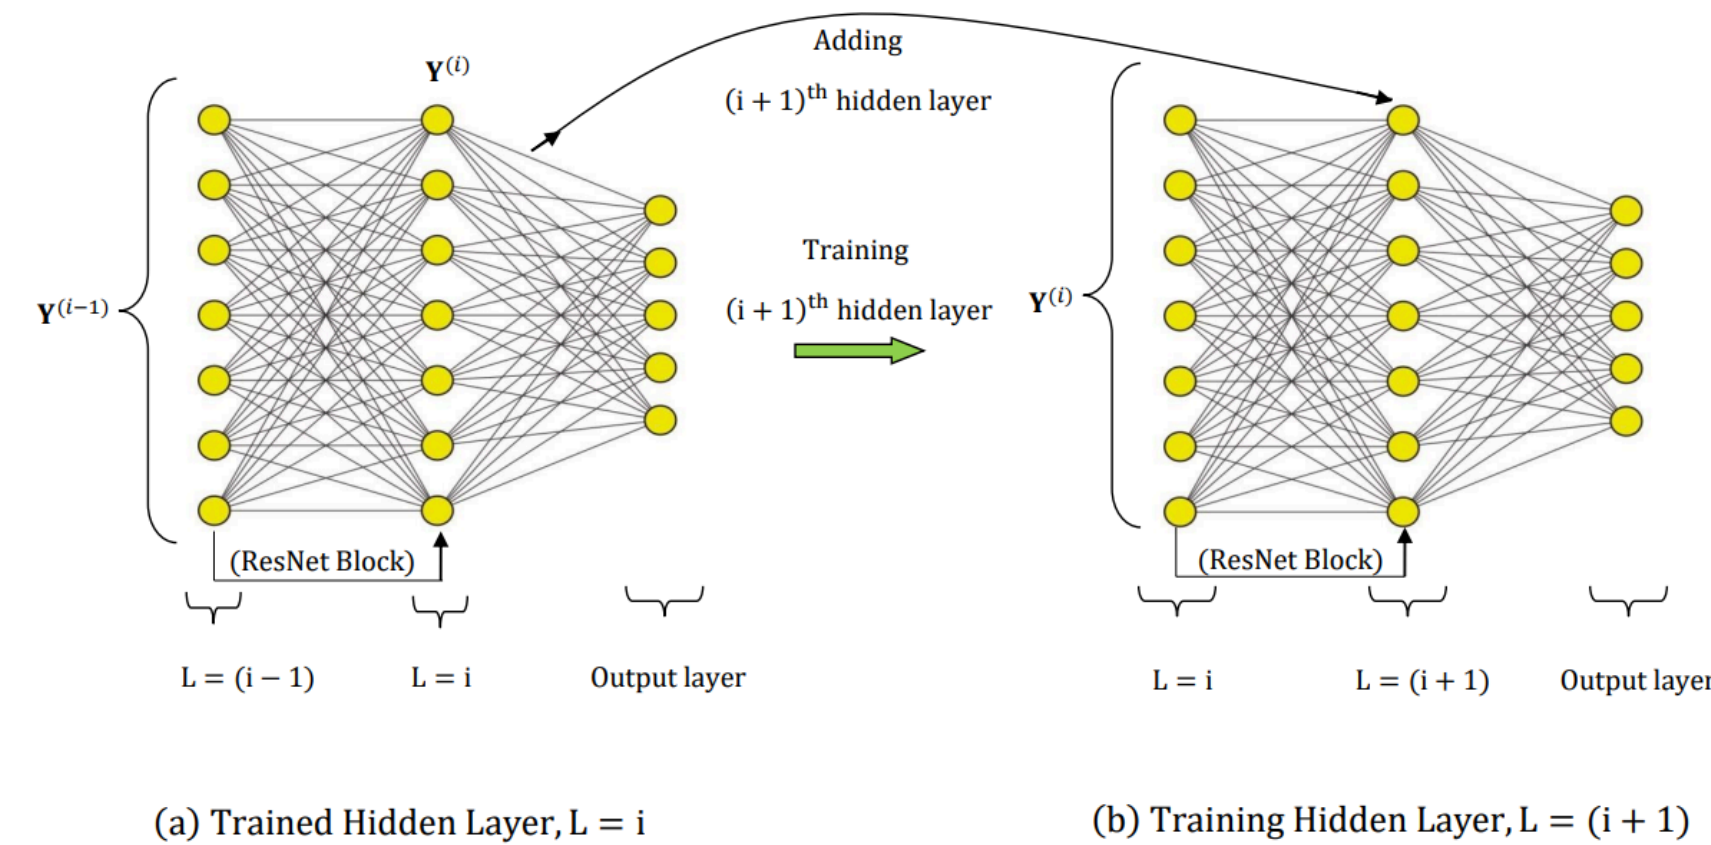 Adding
(i + 1)ᵗʰ hidden layer
Y⁽ⁱ⁾
Training
(i + 1)ᵗʰ hidden layer
Y⁽ⁱ⁻¹⁾
Y⁽ⁱ⁾
(ResNet Block)
(ResNet Block)
L = (i − 1)
L = i
Output layer
L = i
L = (i + 1)
Output layer
(a) Trained Hidden Layer, L = i
(b) Training Hidden Layer, L = (i + 1)